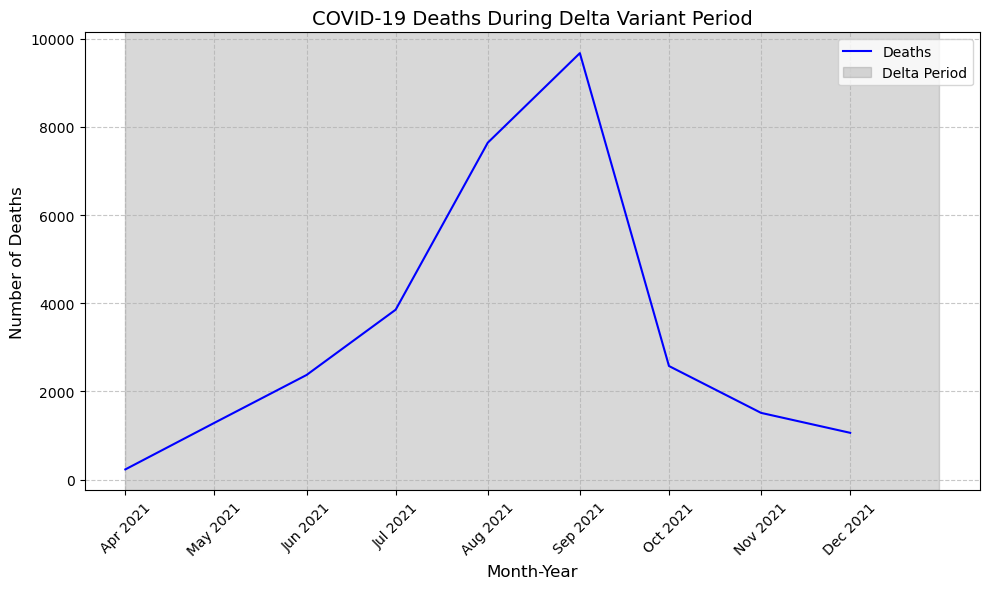 COVID-19 Deaths During Delta Variant Period
Deaths
Delta Period
Number of Deaths
10000
8000
6000
4000
2000
0
Apr 2021
May 2021
Jun 2021
Jul 2021
Aug 2021
Sep 2021
Oct 2021
Nov 2021
Dec 2021
Month-Year